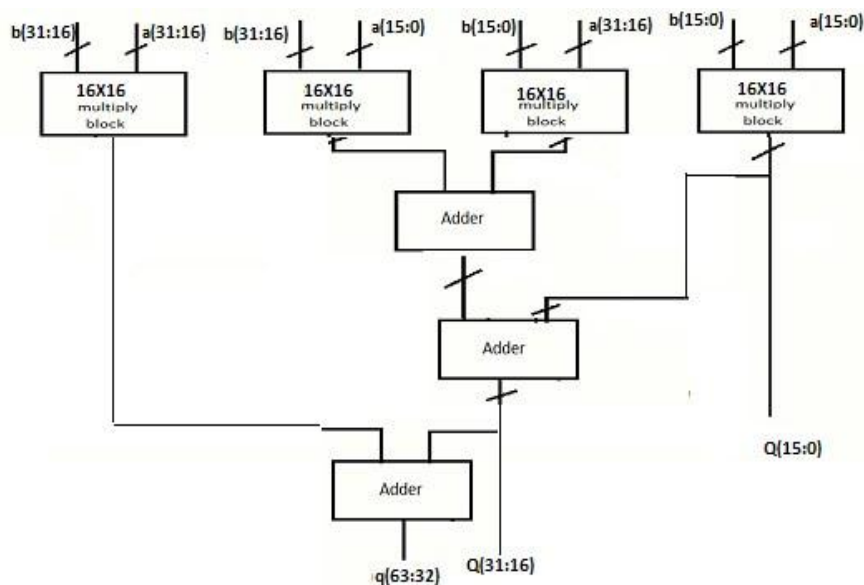 b(31:16) a(31:16) b(31:16) a(15:0) b(15:0) a(31:16) b(15:0) a(15:0)
16X16 16X16 16X16 16X16
multiply multiply multiply multiply
block block block block
Adder
Adder
Q(15:0)
Adder
q(63:32) Q(31:16)